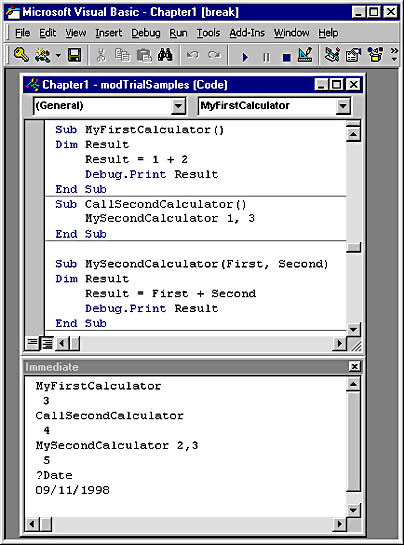 Microsoft Visual Basic - Chapter1 [break]
File Edit View Insert Debug Run Tools Add-Ins Window Help
Chapter1 - modTrialSamples (Code)
(General) MyFirstCalculator
Sub MyFirstCalculator()
Dim Result
Result = 1 + 2
Debug.Print Result
End Sub
Sub CallSecondCalculator()
MySecondCalculator 1, 3
End Sub
Sub MySecondCalculator(First, Second)
Dim Result
Result = First + Second
Debug.Print Result
End Sub
Immediate
MyFirstCalculator
3
CallSecondCalculator
4
MySecondCalculator 2,3
5
?Date
09/11/1998